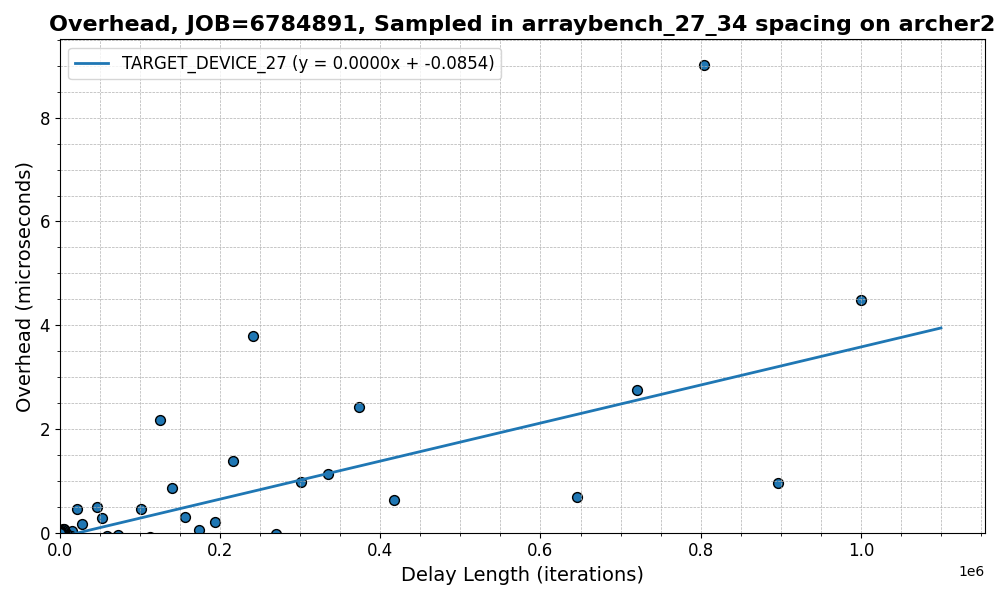 Overhead, JOB=6784891, Sampled in arraybench_27_34 spacing on archer2
TARGET_DEVICE_27 (y = 0.0000x + -0.0854)
8
6
4
2
0
Overhead (microseconds)
0.0 0.2 0.4 0.6 0.8 1.0
1e6
Delay Length (iterations)